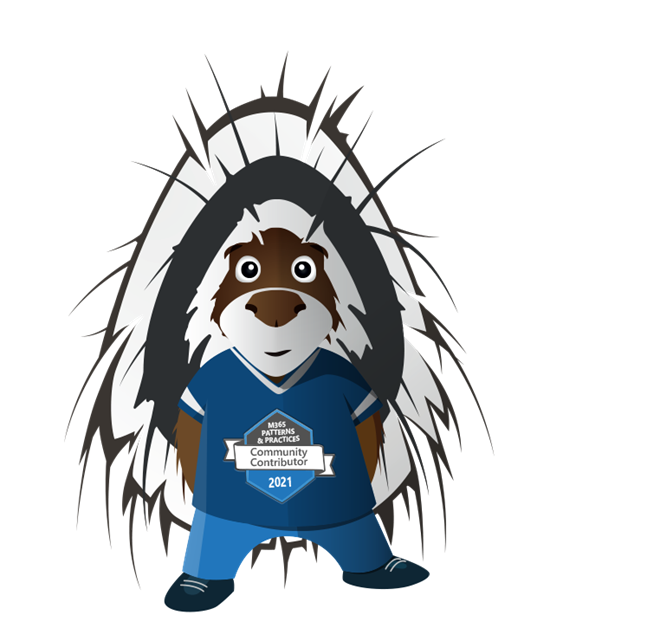 M365
PATTERNS
& PRACTICES
Community
Contributor
2021